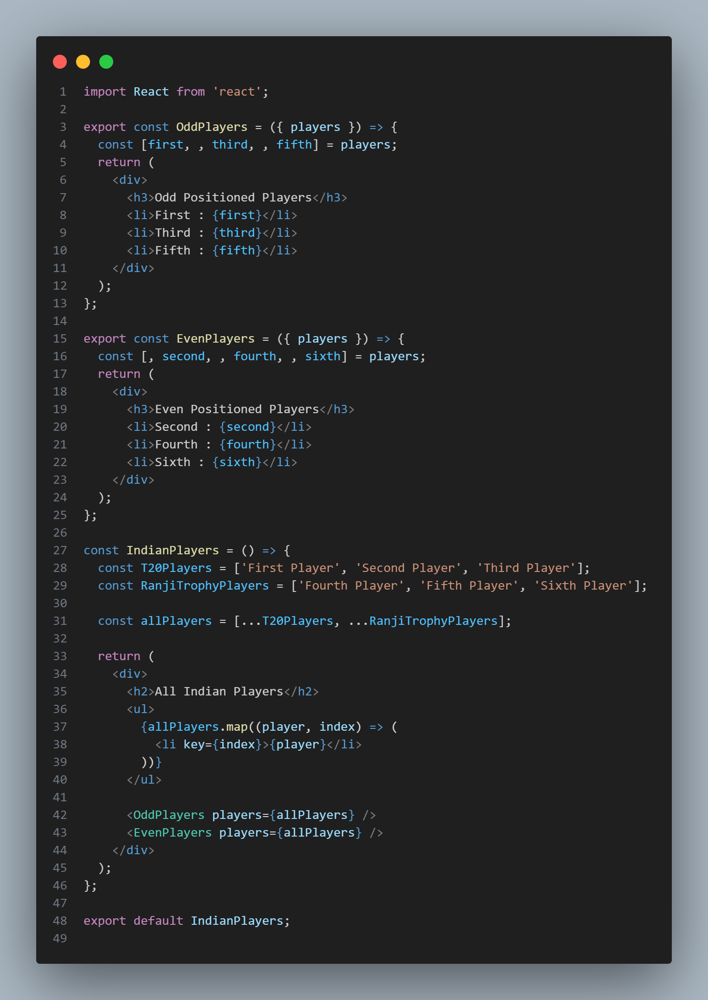 1 import React from 'react';
2
3 export const OddPlayers = ({ players }) => {
4   const [first, , third, , fifth] = players;
5   return (
6     <div>
7       <h3>Odd Positioned Players</h3>
8       <li>First : {first}</li>
9       <li>Third : {third}</li>
10       <li>Fifth : {fifth}</li>
11     </div>
12   );
13 };
14
15 export const EvenPlayers = ({ players }) => {
16   const [, second, , fourth, , sixth] = players;
17   return (
18     <div>
19       <h3>Even Positioned Players</h3>
20       <li>Second : {second}</li>
21       <li>Fourth : {fourth}</li>
22       <li>Sixth : {sixth}</li>
23     </div>
24   );
25 };
26
27 const IndianPlayers = () => {
28   const T20Players = ['First Player', 'Second Player', 'Third Player'];
29   const RanjiTrophyPlayers = ['Fourth Player', 'Fifth Player', 'Sixth Player'];
30
31   const allPlayers = [...T20Players, ...RanjiTrophyPlayers];
32
33   return (
34     <div>
35       <h2>All Indian Players</h2>
36       <ul>
37         {allPlayers.map((player, index) => (
38           <li key={index}>{player}</li>
39         ))}
40       </ul>
41
42       <OddPlayers players={allPlayers} />
43       <EvenPlayers players={allPlayers} />
44     </div>
45   );
46 };
47
48 export default IndianPlayers;
49